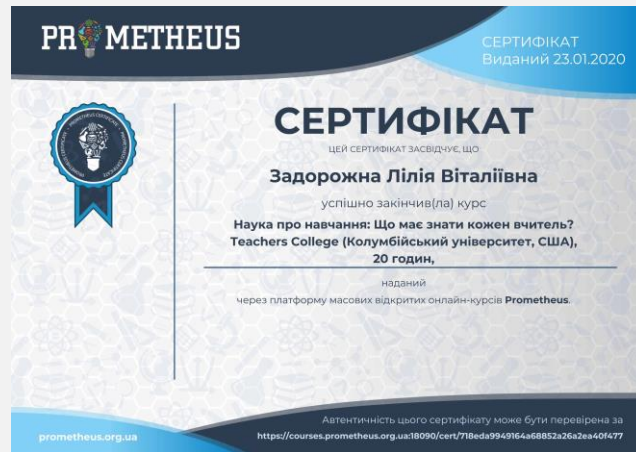 PROMETHEUS
СЕРТИФІКАТ
Виданий 23.01.2020
СЕРТИФІКАТ
ЦЕЙ СЕРТИФІКАТ ЗАСВІДЧУЄ, ЩО
Задорожна Лілія Віталіївна
успішно закінчив(ла) курс
Наука про навчання: Що має знати кожен вчитель?
Teachers College (Колумбійський університет, США),
20 годин,
наданий
через платформу масових відкритих онлайн-курсів Prometheus.
Автентичність цього сертифікату може бути перевірена за
prometheus.org.ua
https://courses.prometheus.org.ua:18090/cert/718eda9949164a68852a26a2ea40f477